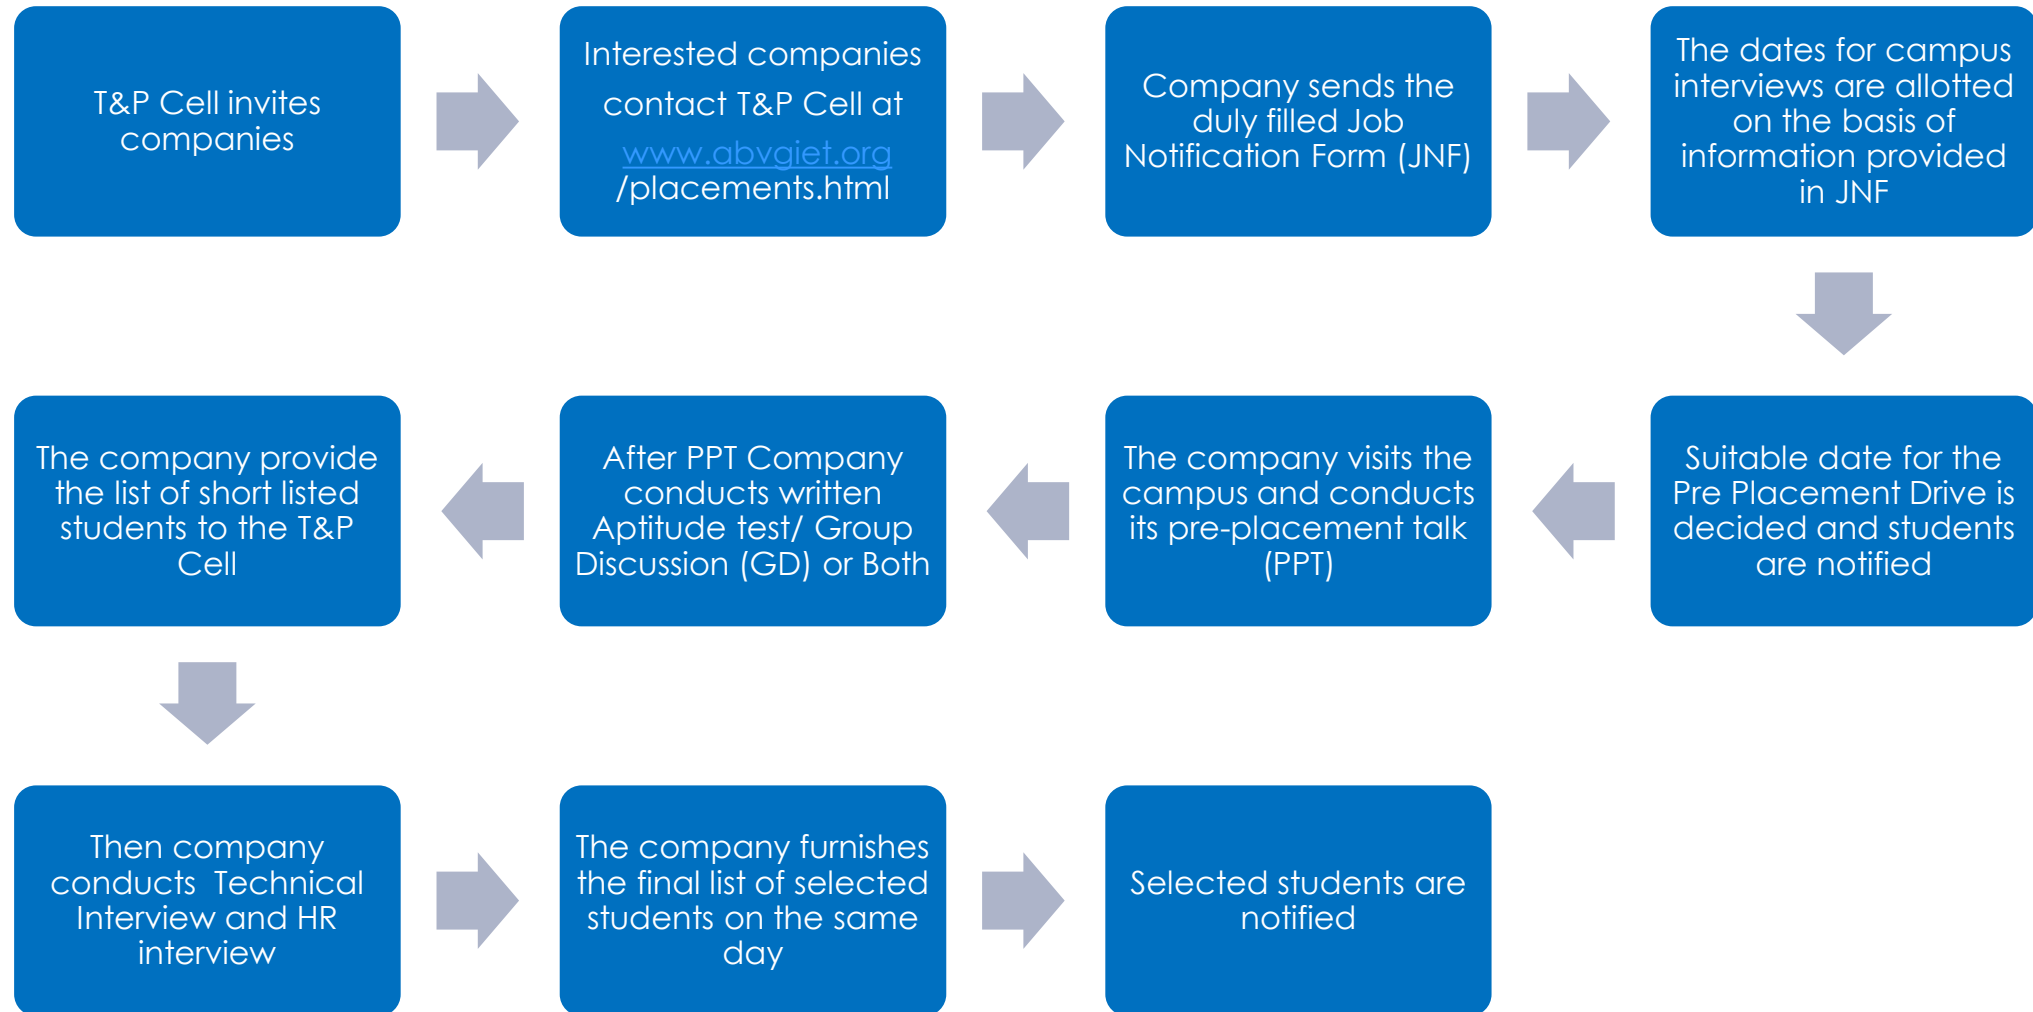 T&P Cell invites
companies
Interested companies
contact T&P Cell at
www.abvgiet.org
/placements.html
Company sends the
duly filled Job
Notification Form (JNF)
The dates for campus
interviews are allotted
on the basis of
information provided
in JNF
Suitable date for the
Pre Placement Drive is
decided and students
are notified
The company visits the
campus and conducts
its pre-placement talk
(PPT)
After PPT Company
conducts written
Aptitude test/ Group
Discussion (GD) or Both
The company provide
the list of short listed
students to the T&P
Cell
Then company
conducts Technical
Interview and HR
interview
The company furnishes
the final list of selected
students on the same
day
Selected students are
notified